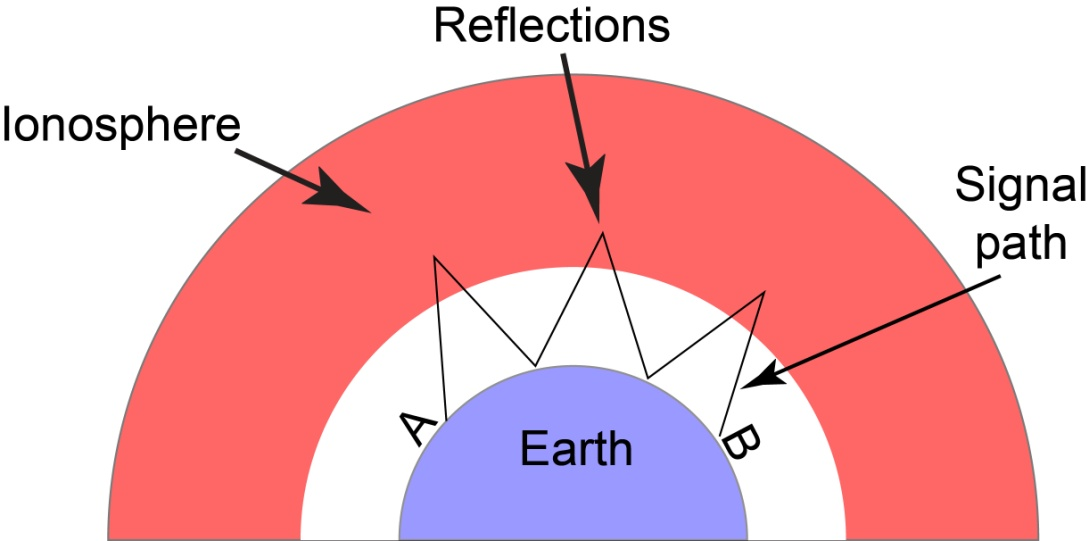 Reflections
Ionosphere
Signal
path
A
Earth
B